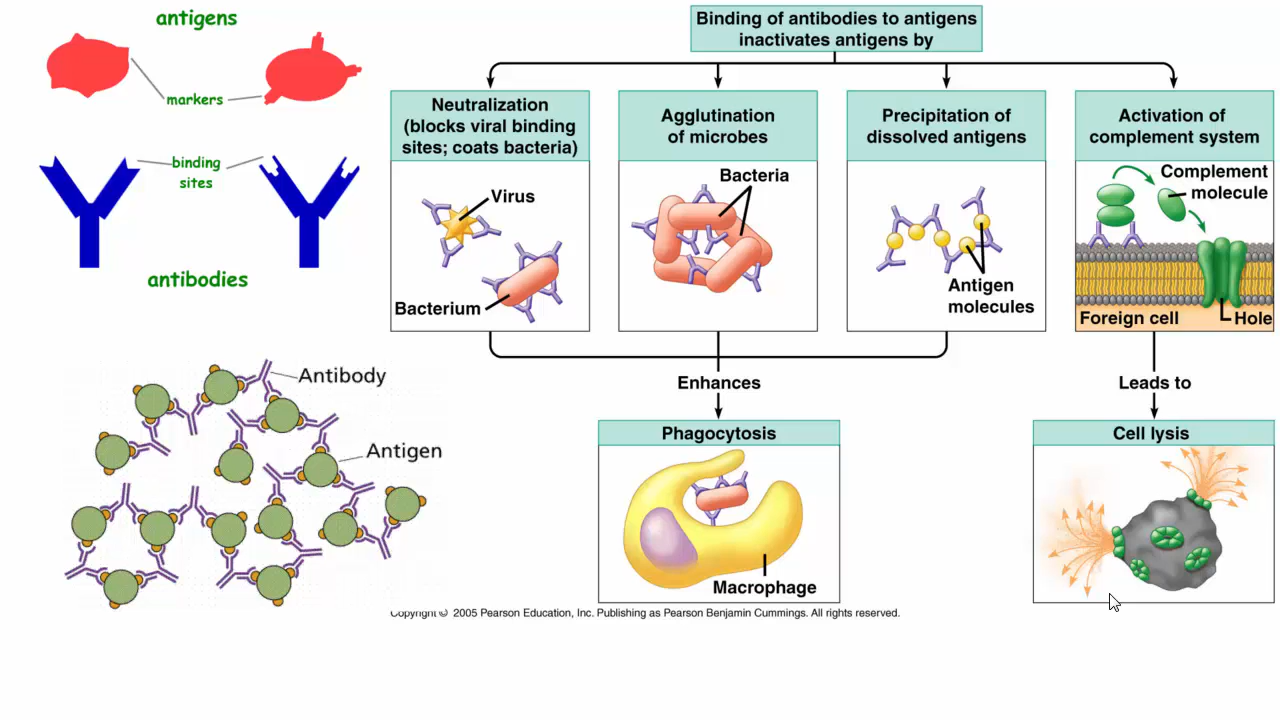 antigens
markers
binding
sites
antibodies
Antibody
Antigen
Binding of antibodies to antigens
inactivates antigens by
Neutralization
(blocks viral binding
sites; coats bacteria)
Virus
Bacterium
Agglutination
of microbes
Bacteria
Precipitation of
dissolved antigens
Antigen
molecules
Activation of
complement system
Complement
molecule
Foreign cell
Hole
Enhances
Phagocytosis
Macrophage
Leads to
Cell lysis
Copyright © 2005 Pearson Education, Inc. Publishing as Pearson Benjamin Cummings. All rights reserved.